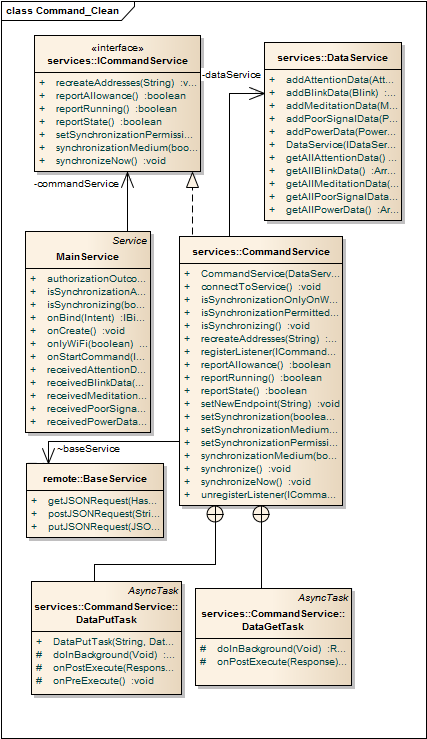 class Command_Clean
«interface»
services::ICommandService
+ recreateAddresses(String) :v...
+ reportAllowance() :boolean
+ reportRunning() :boolean
+ reportState() :boolean
+ setSynchronizationPermissi...
+ synchronizationMedium(boo...
+ synchronizeNow() :void
-dataService
services::DataService
+ addAttentionData(Att...
+ addBlinkData(Blink) :...
+ addMeditationData(M...
+ addPoorSignalData(P...
+ addPowerData(Power...
+ DataService(IDataSer...
+ getAllAttentionData() ...
+ getAllBlinkData() :Arr...
+ getAllMeditationData(...
+ getAllPoorSignalData...
+ getAllPowerData() :Ar...
-commandService
Service
MainService
+ authorizationOutco...
+ isSynchronizationA...
+ isSynchronizing(bo...
+ onBind(Intent) :IBi...
+ onCreate() :void
+ onlyWiFi(boolean) ...
+ onStartCommand(I...
+ receivedAttentionD...
+ receivedBlinkData(...
+ receivedMeditation...
+ receivedPoorSigna...
+ receivedPowerData...
services::CommandService
+ CommandService(DataServ...
+ connectToService() :void
+ isSynchronizationOnlyOnW...
+ isSynchronizationPermitted...
+ isSynchronizing() :void
+ recreateAddresses(String) :...
+ registerListener(ICommand...
+ reportAllowance() :boolean
+ reportRunning() :boolean
+ reportState() :boolean
+ setNewEndpoint(String) :void
+ setSynchronization(boolea...
+ setSynchronizationMedium...
+ setSynchronizationPermissi...
+ synchronizationMedium(bo...
+ synchronize() :void
+ synchronizeNow() :void
+ unregisterListener(IComma...
~baseService
remote::BaseService
+ getJSONRequest(Has...
+ postJSONRequest(Stri...
+ putJSONRequest(JSO...
AsyncTask
services::CommandService::
DataPutTask
+ DataPutTask(String, Dat...
# doInBackground(Void) :...
# onPostExecute(Respons...
# onPreExecute() :void
AsyncTask
services::CommandService::
DataGetTask
# doInBackground(Void) :R...
# onPostExecute(Response)...